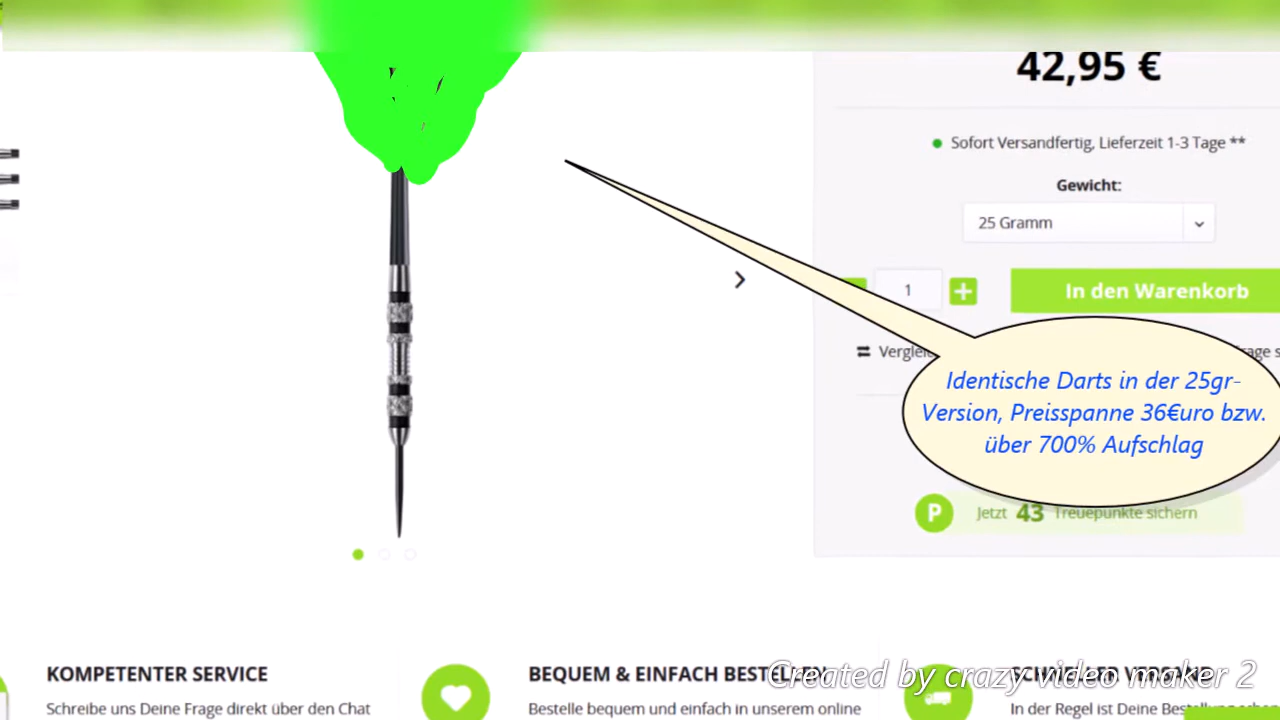 42,95 €
Sofort Versandfertig, Lieferzeit 1-3 Tage **
Gewicht:
25 Gramm
1
In den Warenkorb
Identische Darts in der 25gr-
Version, Preisspanne 36€uro bzw.
über 700% Aufschlag
P Jetzt 43 Treuepunkte sichern
KOMPETENTER SERVICE
Schreibe uns Deine Frage direkt über den Chat
BEQUEM & EINFACH BESTELLEN
Bestelle bequem und einfach in unserem online
In der Regel ist Deine
Created by crazy video maker 2